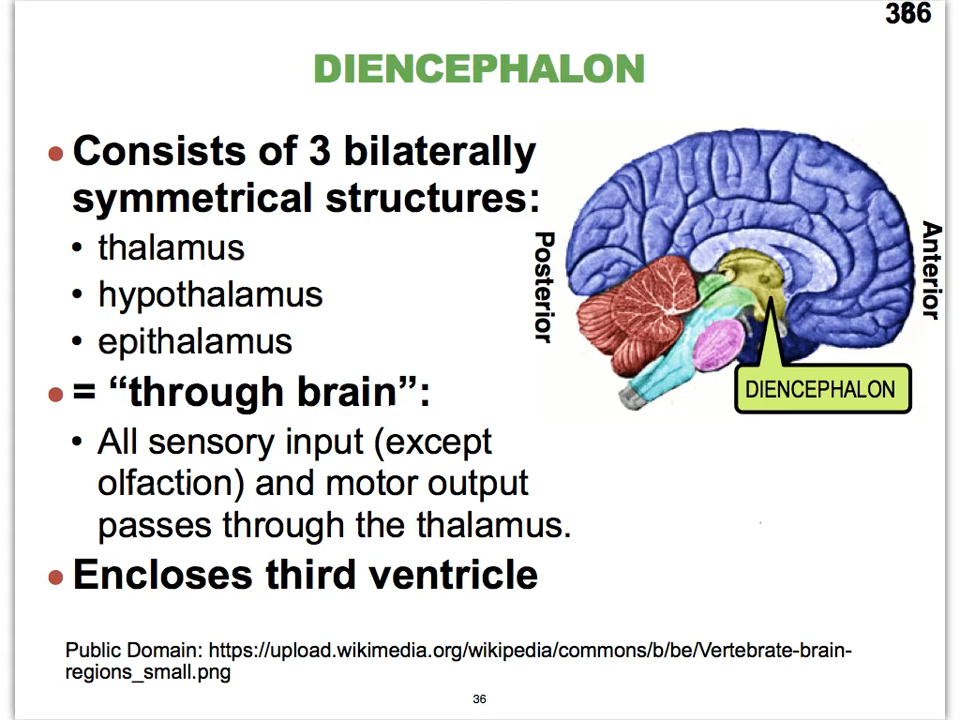 DIENCEPHALON
• Consists of 3 bilaterally
symmetrical structures:
• thalamus
• hypothalamus
• epithalamus
• = “through brain”:
• All sensory input (except
olfaction) and motor output
passes through the thalamus.
• Encloses third ventricle
Posterior
Anterior
DIENCEPHALON
Public Domain: https://upload.wikimedia.org/wikipedia/commons/b/be/Vertebrate-brain-
regions_small.png
36